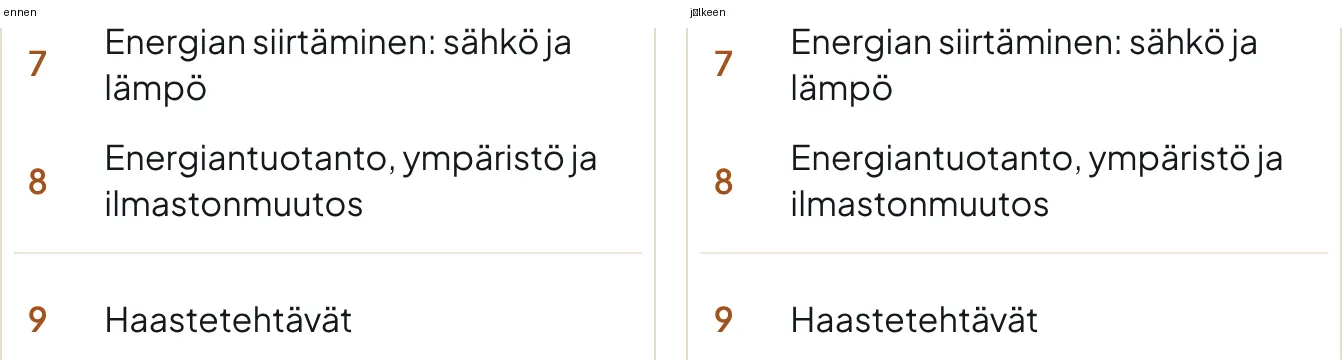 ennen
7 Energian siirtäminen: sähkö ja
lämpö
8 Energiantuotanto, ympäristö ja
ilmastonmuutos
9 Haastetehtävät
j□lkeen
7 Energian siirtäminen: sähkö ja
lämpö
8 Energiantuotanto, ympäristö ja
ilmastonmuutos
9 Haastetehtävät